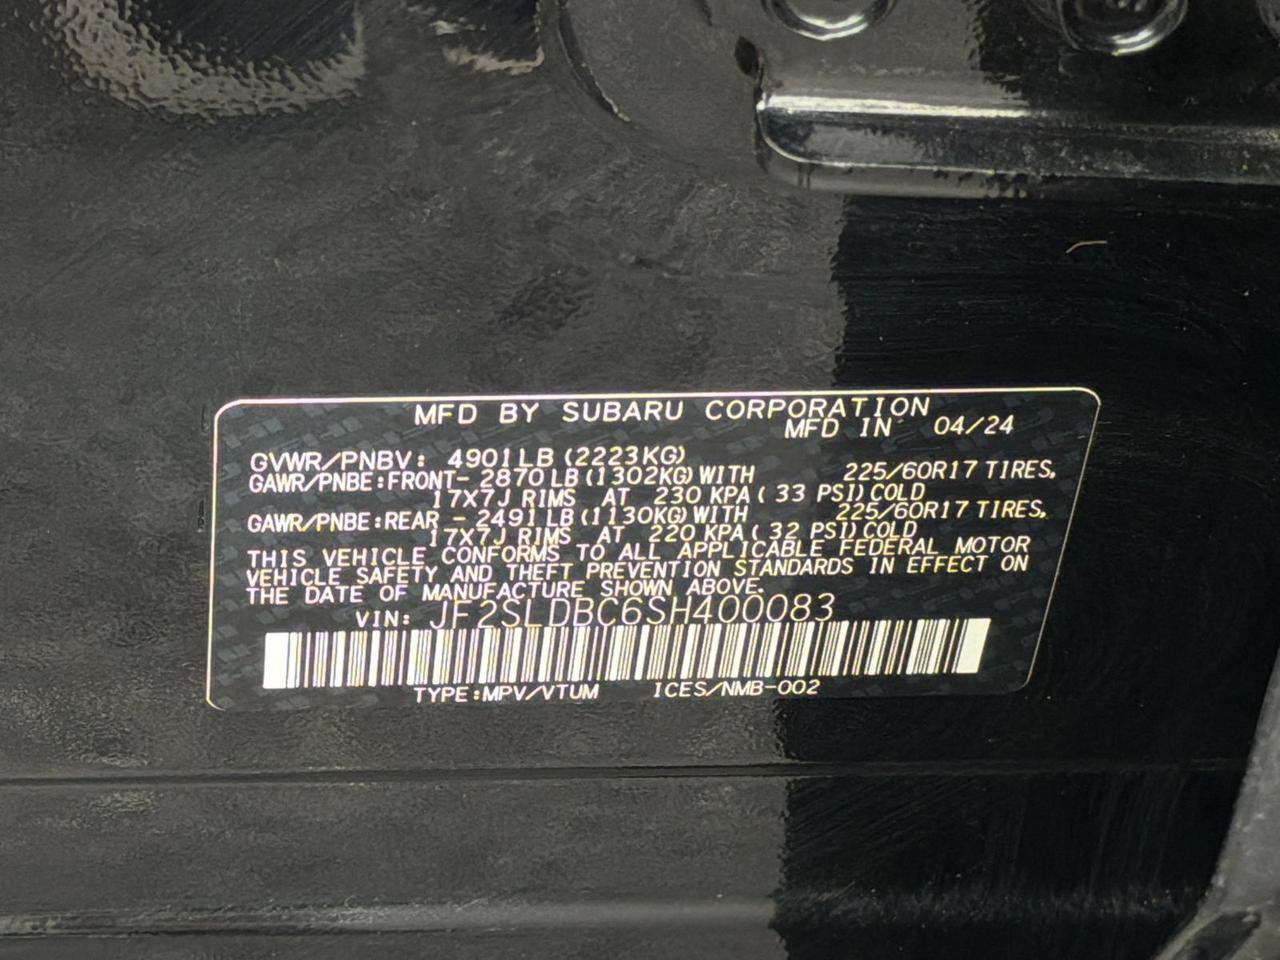 MFD BY SUBARU CORPORATION
MFD IN 04/24
GVWR/PNBV: 4901LB (2223KG)
GAWR/PNBE:FRONT- 2870LB(1302KG)WITH 225/60R17 TIRES,
17X7J RIMS AT 230 KPA( 33 PSI)COLD
GAWR/PNBE:REAR - 2491LB(1130KG)WITH 225/60R17 TIRES,
17X7J RIMS AT 220 KPA( 32 PSI)COLD
THIS VEHICLE CONFORMS TO ALL APPLICABLE FEDERAL MOTOR
VEHICLE SAFETY AND THEFT PREVENTION STANDARDS IN EFFECT ON
THE DATE OF MANUFACTURE SHOWN ABOVE.
VIN: JF2SLDBC6SH400083
TYPE:MPV/VTUM ICES/NMB-002